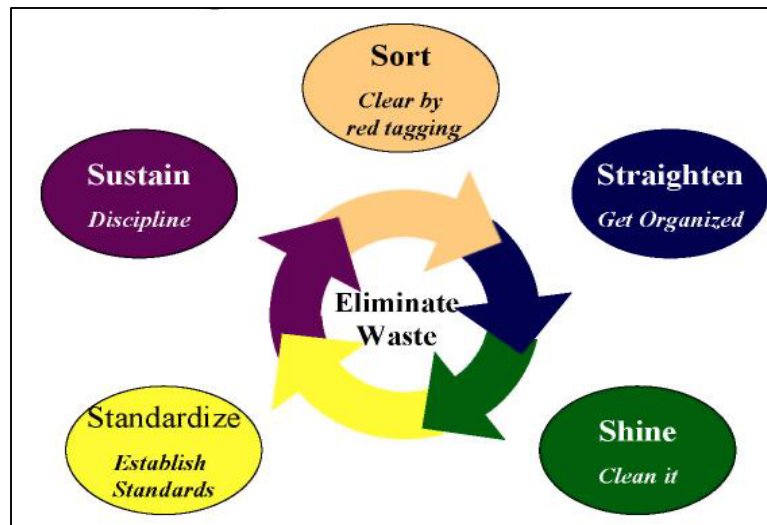 Sort
Clear by
red tagging
Straighten
Get Organized
Shine
Clean it
Standardize
Establish
Standards
Sustain
Discipline
Eliminate
Waste